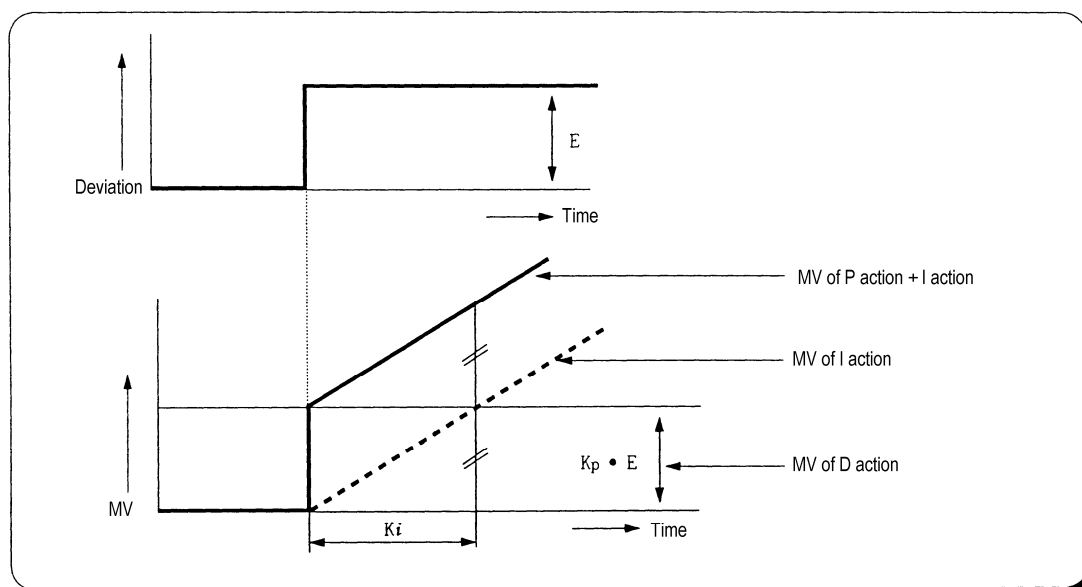 E
Deviation
Time
MV of P action + I action
MV of I action
Kp • E
MV of D action
MV
Ki
Time